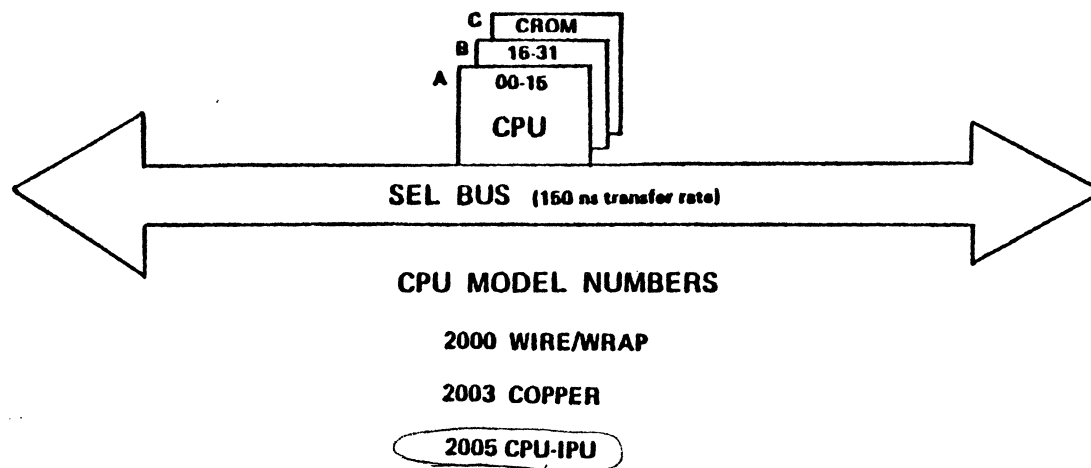 C CROM
B 16-31
A 00-15
CPU
SEL BUS (150 ns transfer rate)
CPU MODEL NUMBERS
2000 WIRE/WRAP
2003 COPPER
2005 CPU-IPU